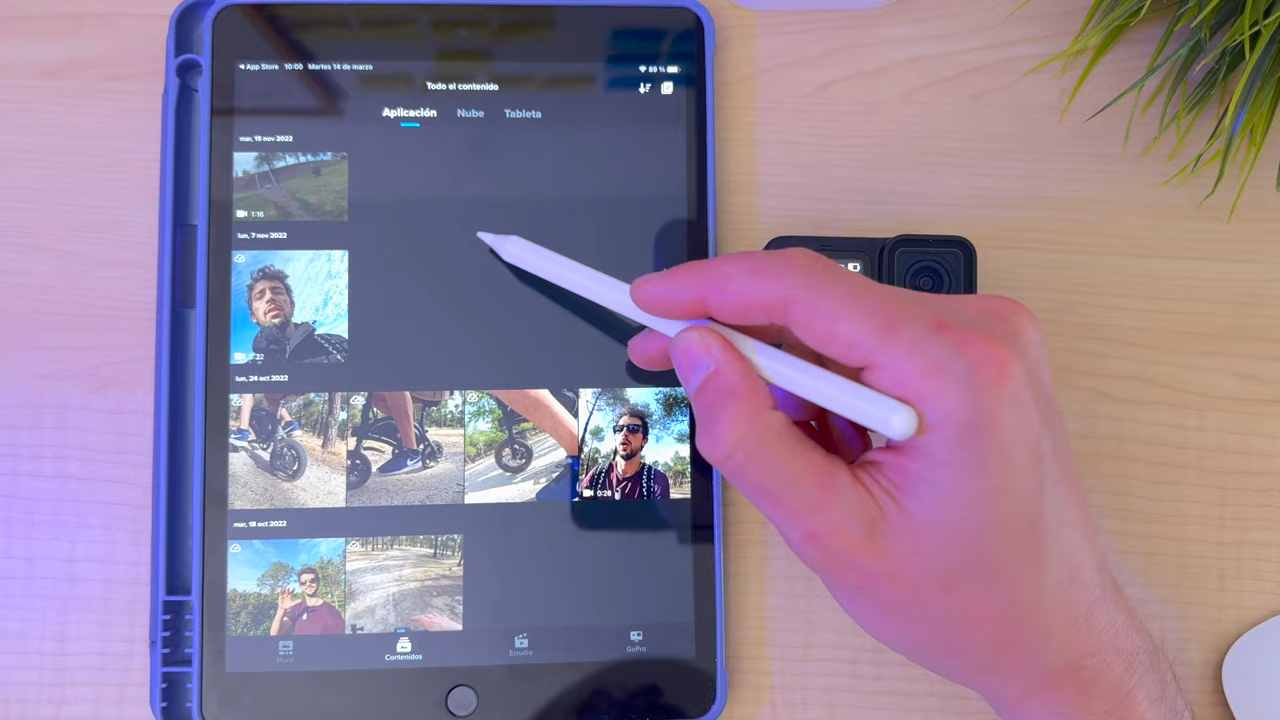 App Store 10:00 Martes 14 de marzo 89 %
Todo el contenido
Aplicación Nube Tableta
mar, 15 nov 2022
1:16
lun, 7 nov 2022
0:22
lun, 24 oct 2022
0:26
mar, 18 oct 2022
Mural Contenidos Estudio GoPro